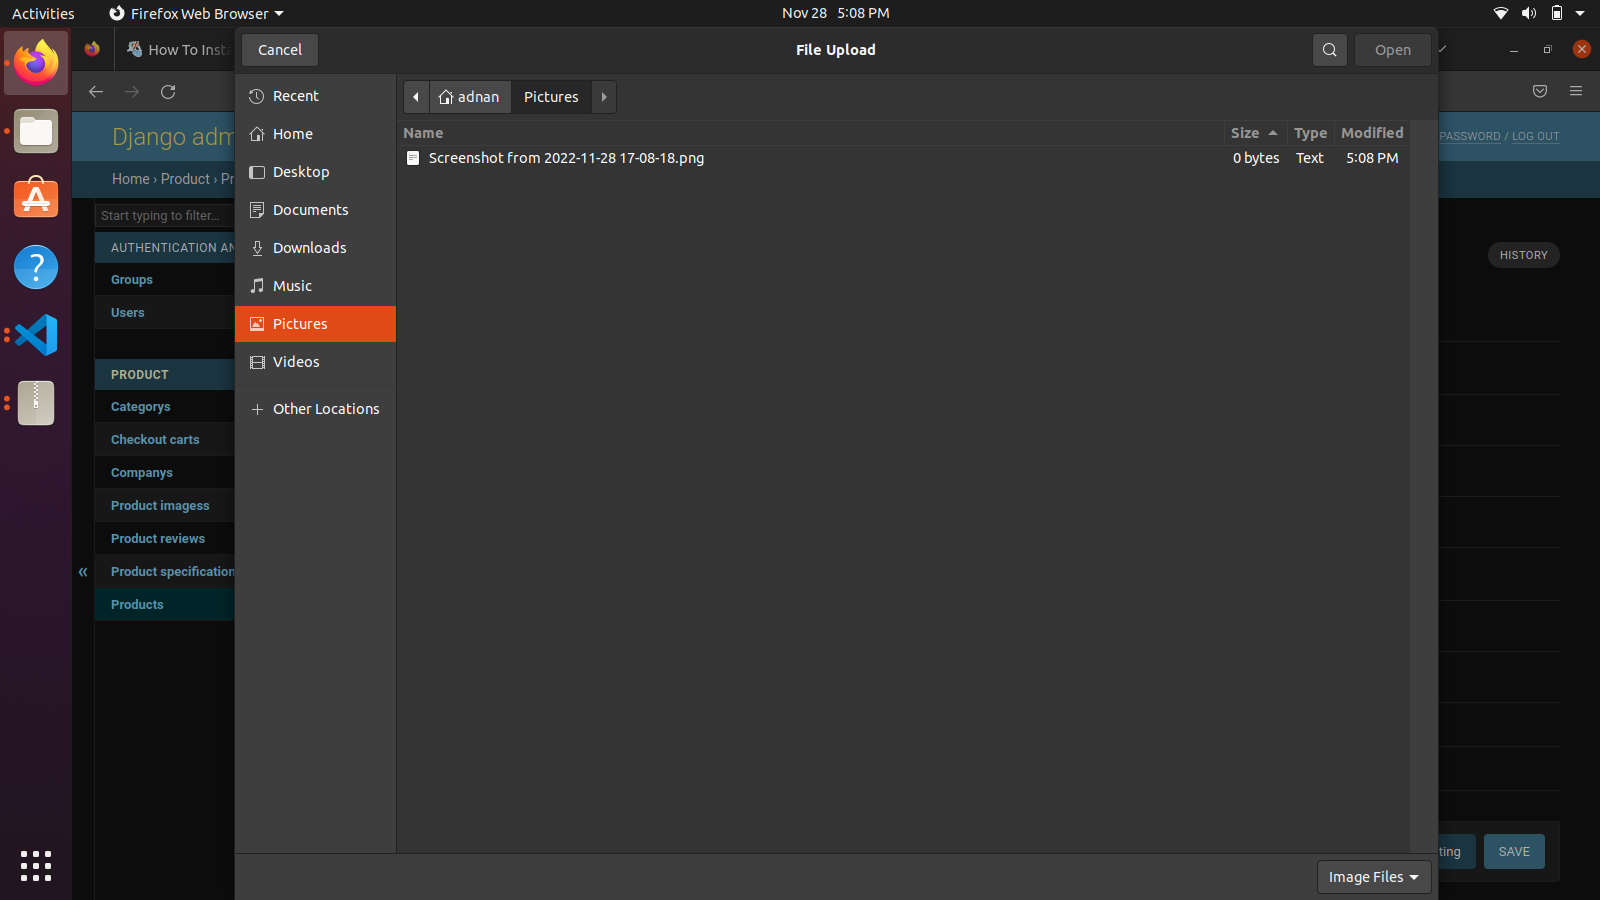 Activities Firefox Web Browser Nov 28 5:08 PM
How To Insta
Cancel File Upload Open
Django adm
PASSWORD / LOG OUT
Home › Product › Pr
Start typing to filter...
AUTHENTICATION AN
Groups
Users
PRODUCT
Categorys
Checkout carts
Companys
Product imagess
Product reviews
Product specification
Products
«
Recent
Home
Desktop
Documents
Downloads
Music
Pictures
Videos
Other Locations
adnan Pictures
Name Size Type Modified
Screenshot from 2022-11-28 17-08-18.png 0 bytes Text 5:08 PM
HISTORY
ting SAVE
Image Files